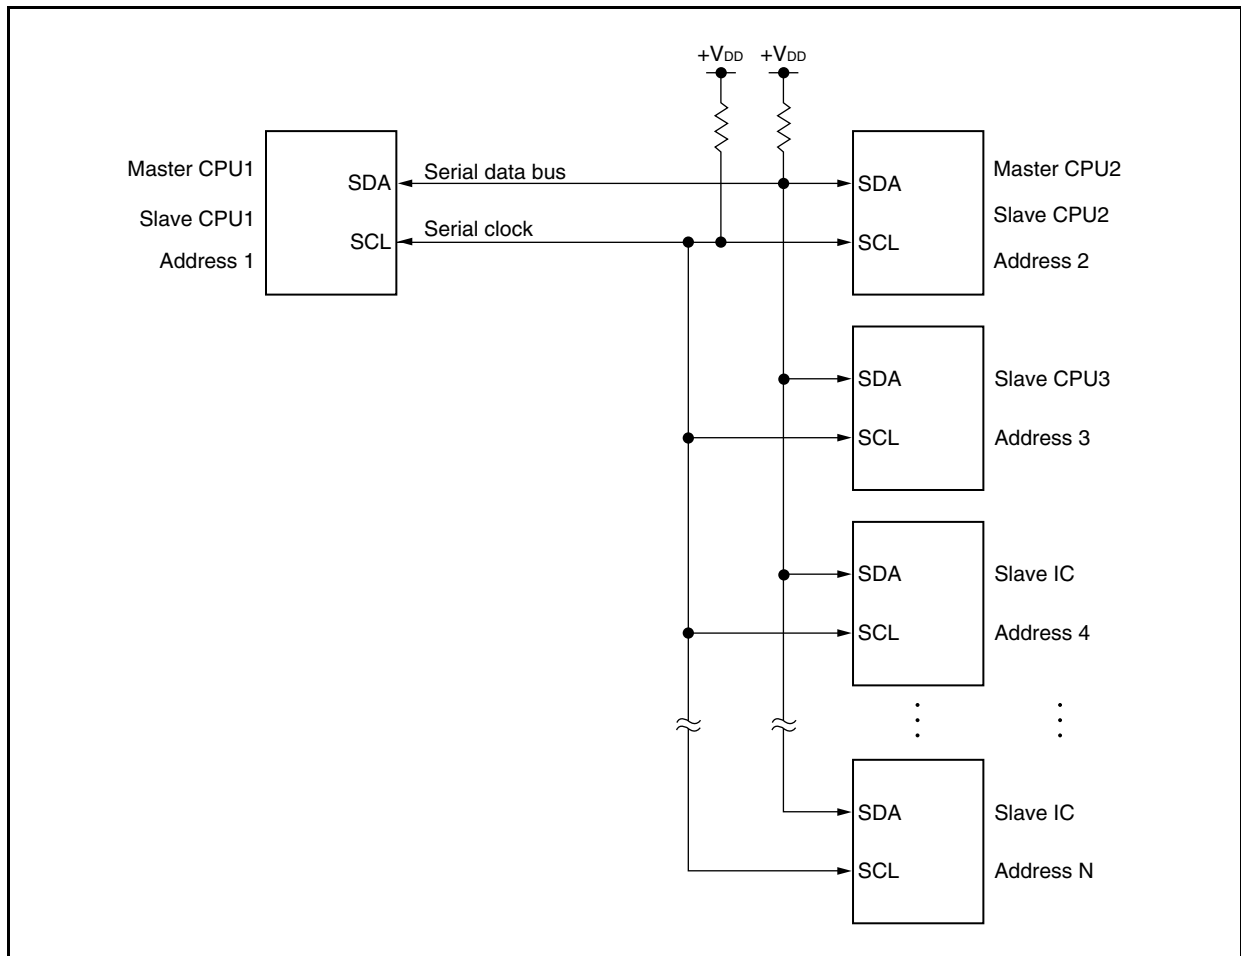 +VDD +VDD
Master CPU1
Slave CPU1
Address 1
SDA
SCL
Serial data bus
Serial clock
SDA
SCL
Master CPU2
Slave CPU2
Address 2
SDA
SCL
Slave CPU3
Address 3
SDA
SCL
Slave IC
Address 4
SDA
SCL
Slave IC
Address N